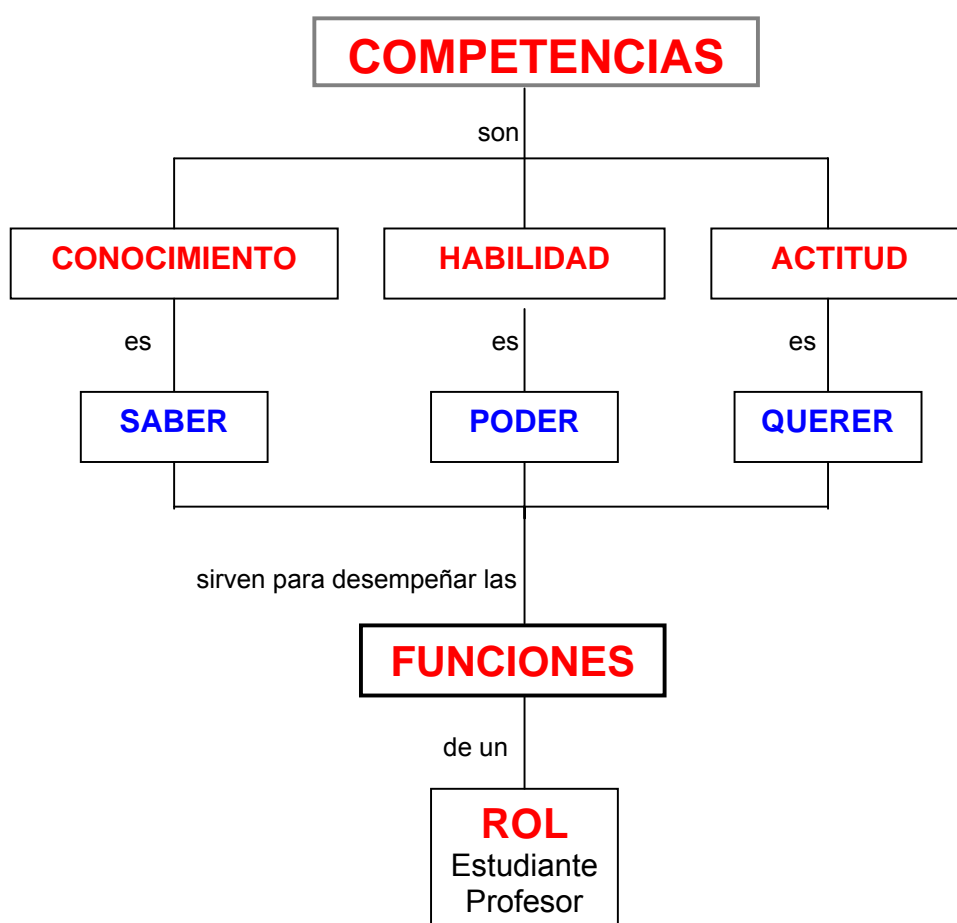 COMPETENCIAS
son
CONOCIMIENTO
HABILIDAD
ACTITUD
es
es
es
SABER
PODER
QUERER
sirven para desempeñar las
FUNCIONES
de un
ROL
Estudiante
Profesor